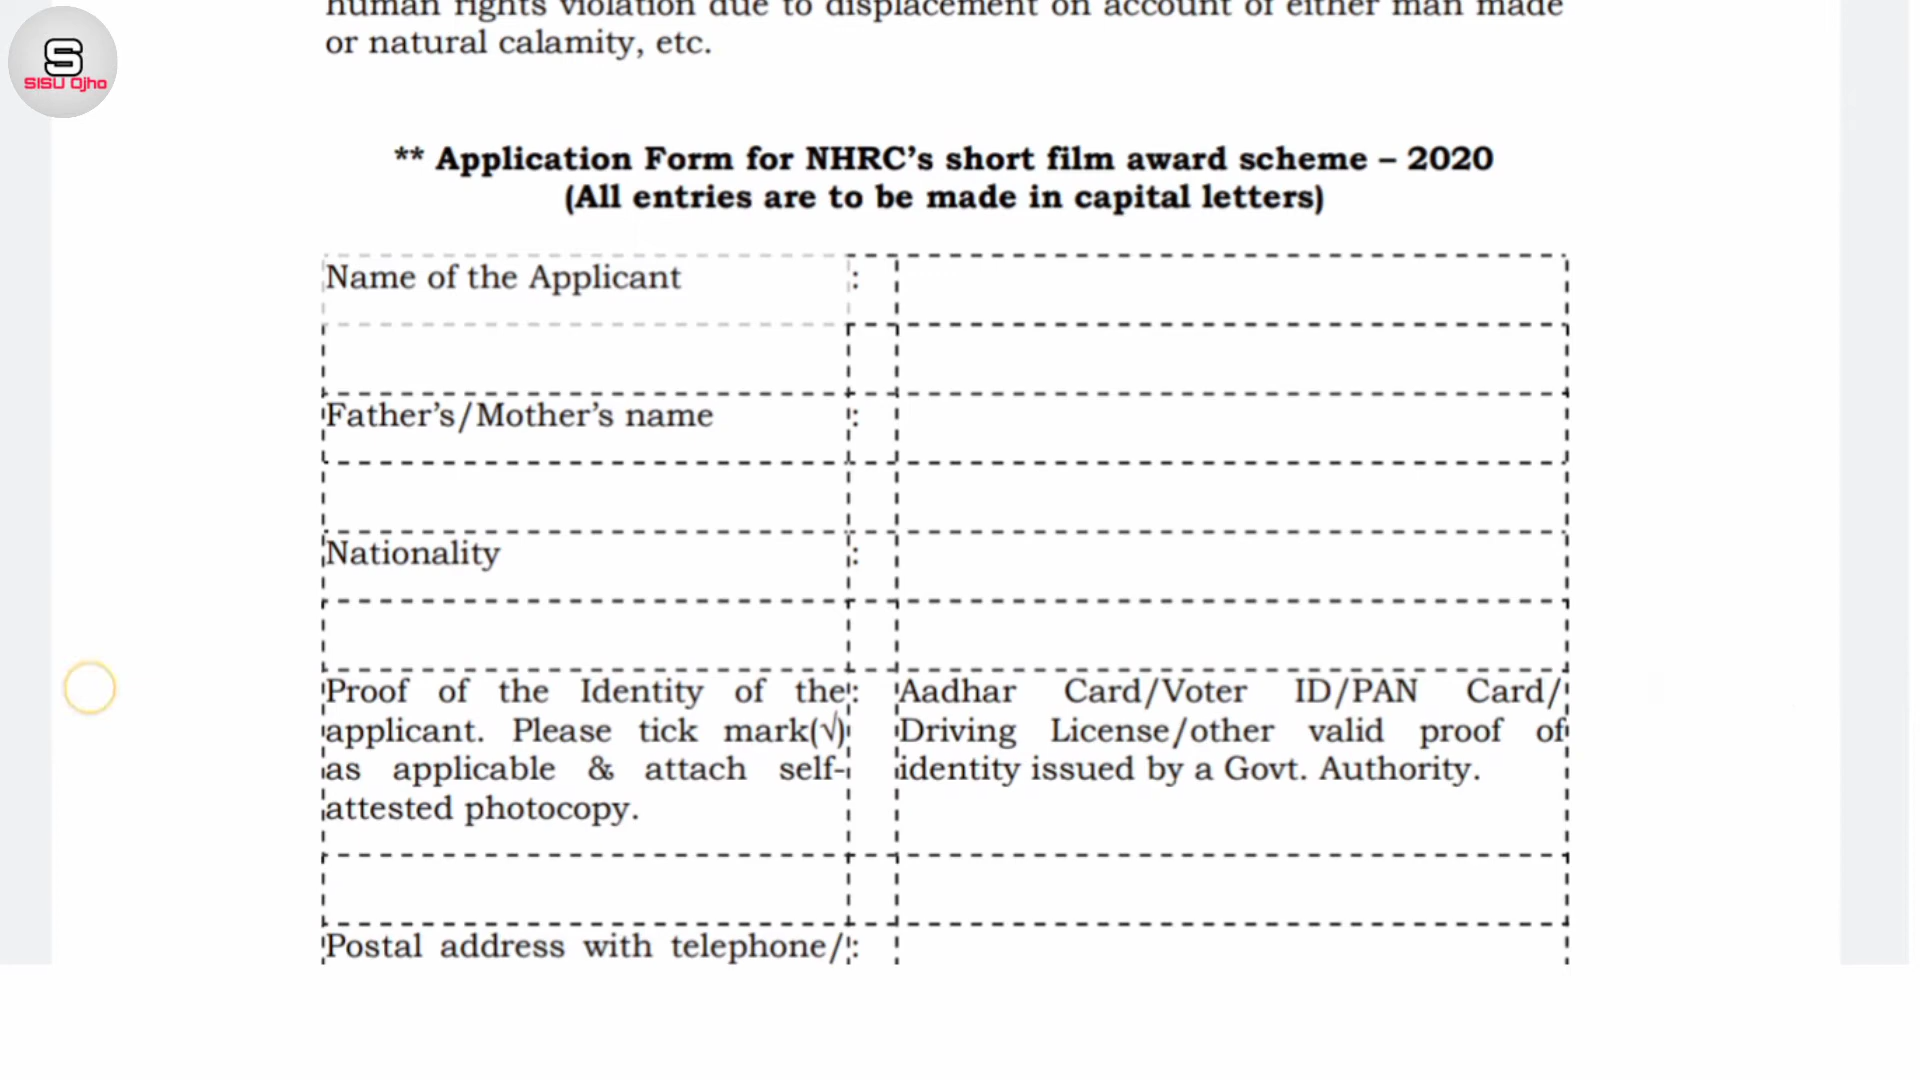 S
SISU Ojho
human rights violation due to displacement on account of either man made
or natural calamity, etc.
** Application Form for NHRC’s short film award scheme – 2020
(All entries are to be made in capital letters)
Name of the Applicant :
Father’s/Mother’s name :
Nationality :
Proof of the Identity of the : Aadhar Card/Voter ID/PAN Card/
applicant. Please tick mark(√) Driving License/other valid proof of
as applicable & attach self- identity issued by a Govt. Authority.
attested photocopy.
Postal address with telephone/ :